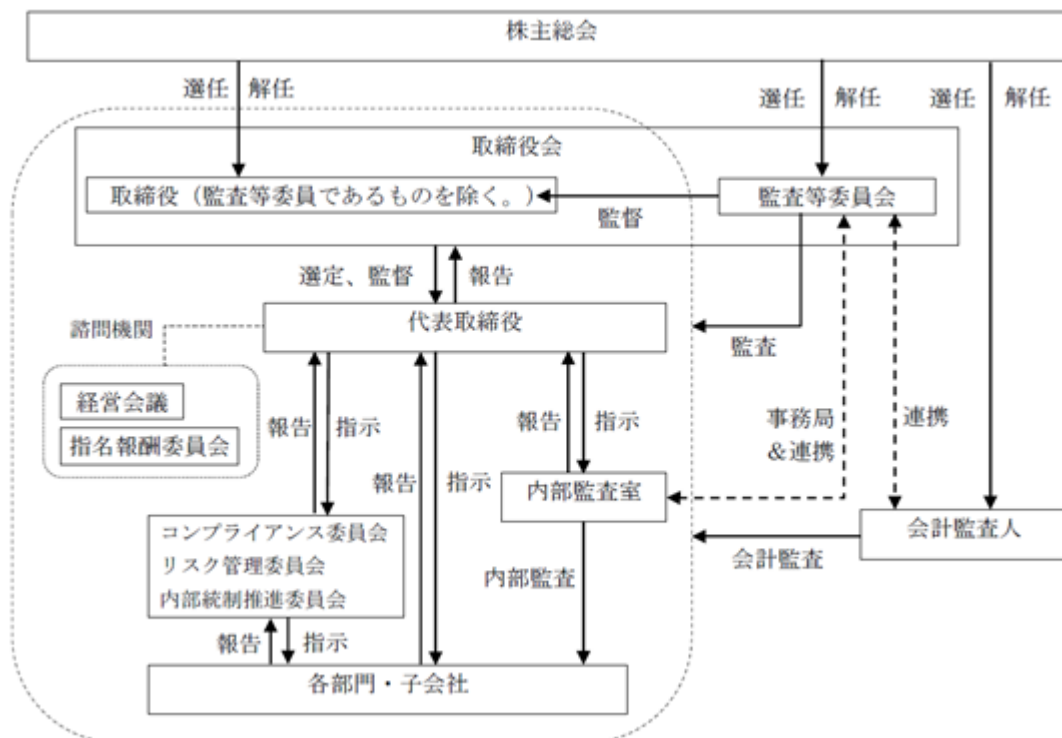 株主総会
選任 解任
選任 解任
選任 解任
取締役会
取締役（監査等委員であるものを除く。）
監査等委員会
監督
選定、監督
報告
代表取締役
諮問機関
監査
経営会議
指名報酬委員会
報告 指示
報告 指示
報告 指示
事務局
＆連携
連携
内部監査室
コンプライアンス委員会
リスク管理委員会
内部統制推進委員会
会計監査人
会計監査
内部監査
報告 指示
各部門・子会社